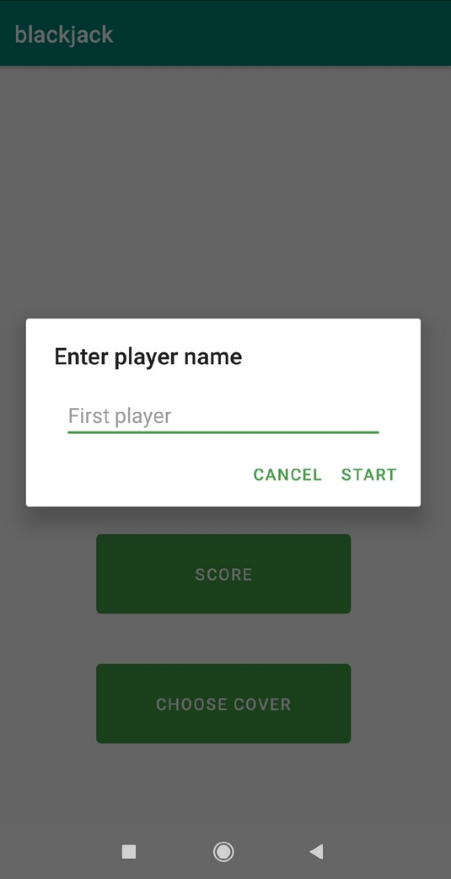 blackjack
Enter player name
First player
CANCEL START
SCORE
CHOOSE COVER